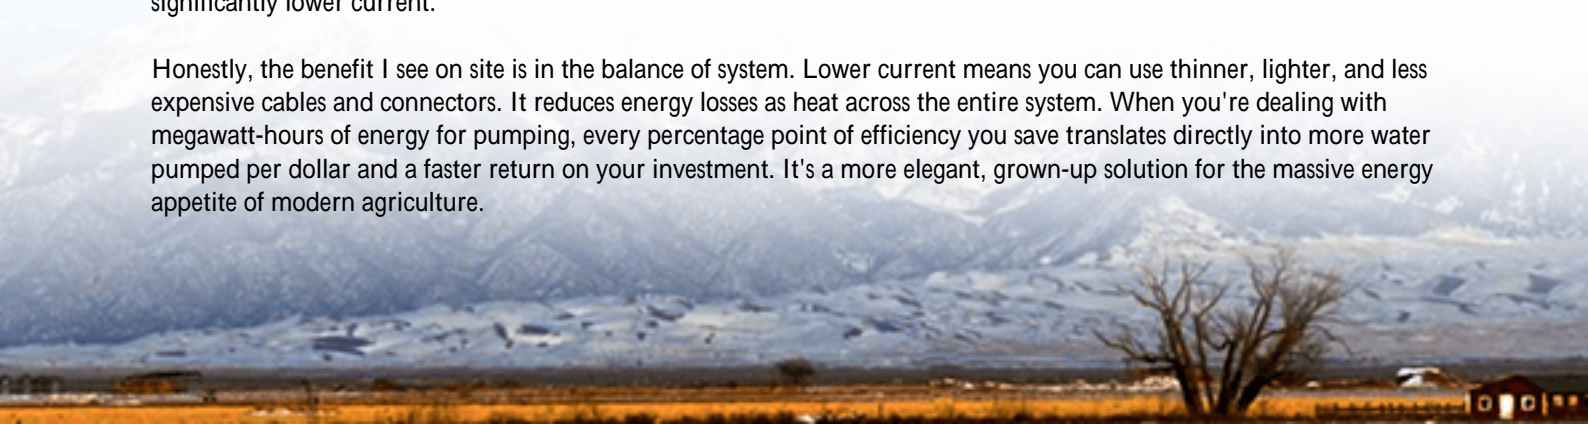 significantly lower current.
Honestly, the benefit I see on site is in the balance of system. Lower current means you can use thinner, lighter, and less
expensive cables and connectors. It reduces energy losses as heat across the entire system. When you're dealing with
megawatt-hours of energy for pumping, every percentage point of efficiency you save translates directly into more water
pumped per dollar and a faster return on your investment. It's a more elegant, grown-up solution for the massive energy
appetite of modern agriculture.